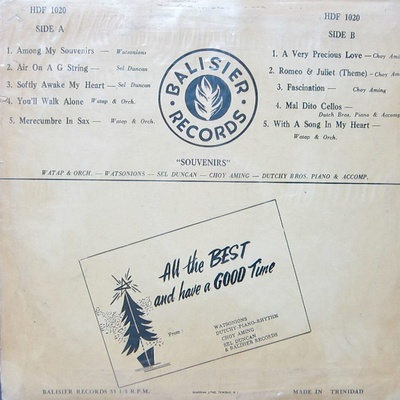 HDF 1020
SIDE A
1. Among My Souvenirs — Watsonions
2. Air On A G String — Sel Duncan
3. Softly Awake My Heart — Sel Duncan
4. You'll Walk Alone Watap & Orch.
5. Merecumbre In Sax — Watap & Orch.
BALISIER RECORDS
HDF 1020
SIDE B
1. A Very Precious Love — Choy Aming
2. Romeo & Juliet (Theme) — Choy Am
3. Fascination — Choy Aming
4. Mal Dito Cellos —
Dutch Bros. Piano & Accomp.
5. With A Song In My Heart —
Watap & Orch.
"SOUVENIRS"
WATAP & ORCH. — WATSONIONS — SEL DUNCAN — CHOY AMING — DUTCHY BROS. PIANO & ACCOMP.
All the BEST
and have a GOOD Time
From :
WATSONIONS
DUTCHY-PIANO-RHYTHM
CHOY AMING
SEL DUNCAN
& BALISIER RECORDS
BALISIER RECORDS 33 1/3 R.P.M.
MADE IN TRINIDAD